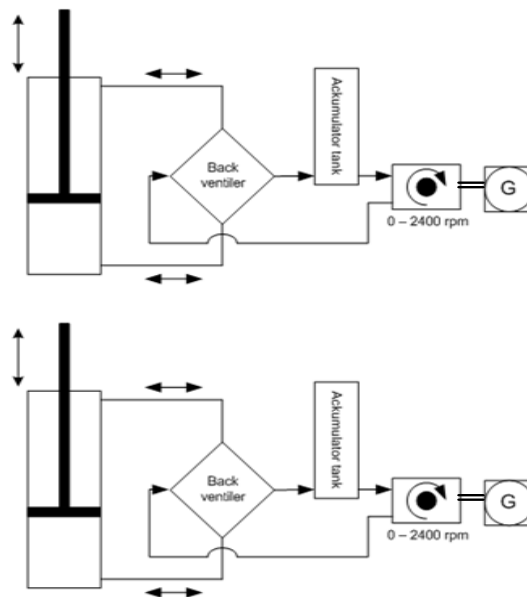 Back
ventiler
Ackumulator tank
G
0 – 2400 rpm
Back
ventiler
Ackumulator tank
G
0 – 2400 rpm